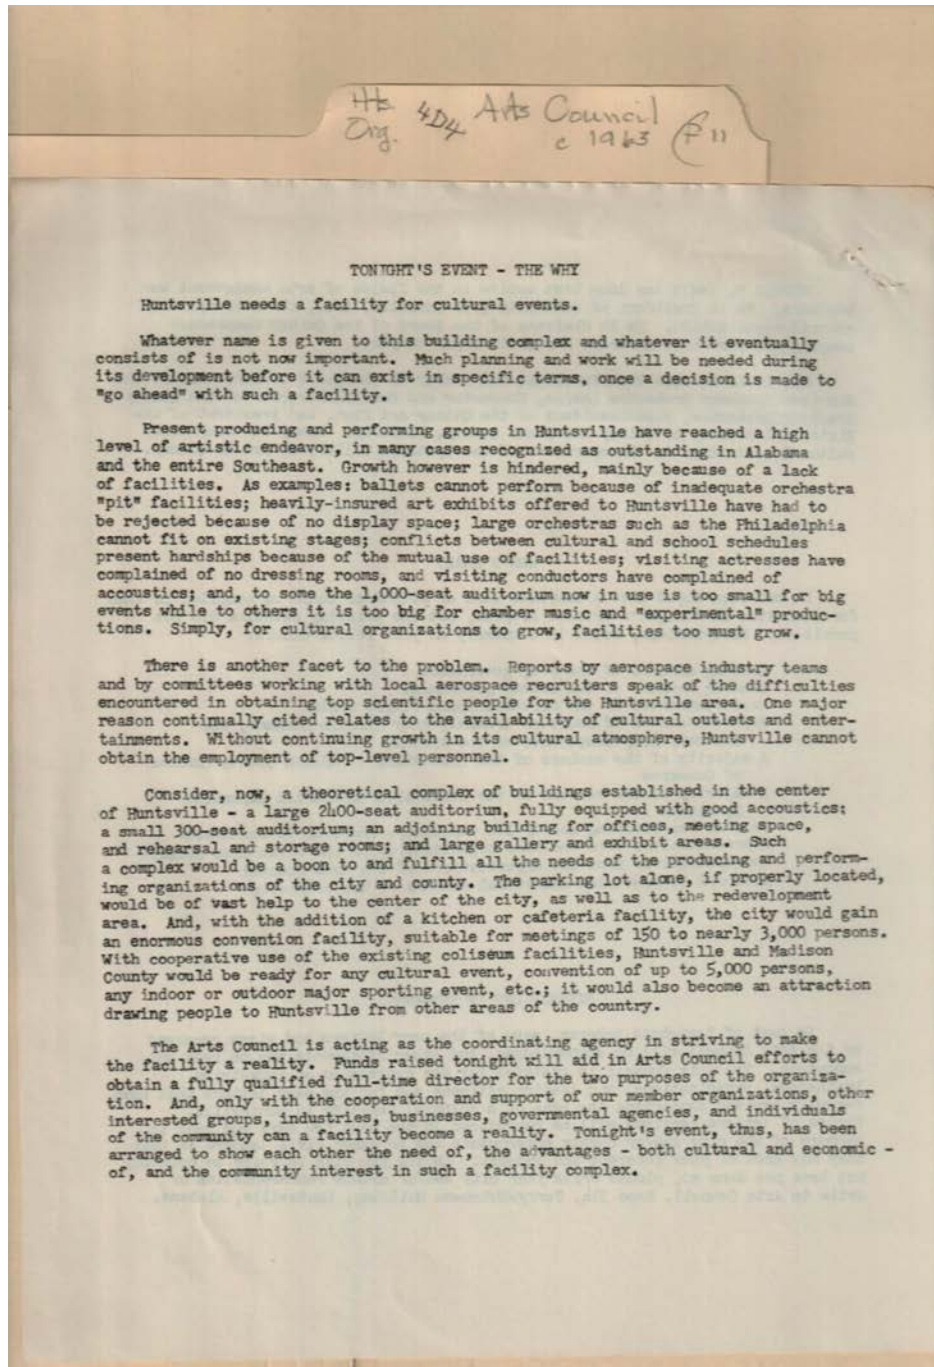 Hts. 4D4 Arts Council
Org. c 1963
TONIGHT'S EVENT - THE WHY
Huntsville needs a facility for cultural events.
Whatever name is given to this building complex and whatever it eventually
consists of is not now important. Much planning and work will be needed during
its development before it can exist in specific terms, once a decision is made to
"go ahead" with such a facility.
Present producing and performing groups in Huntsville have reached a high
level of artistic endeavor, in many cases recognized as outstanding in Alabama
and the entire Southeast. Growth however is hindered, mainly because of a lack
of facilities. As examples: ballets cannot perform because of inadequate orchestra
"pit" facilities; heavily-insured art exhibits offered to Huntsville have had to
be rejected because of no display space; large orchestras such as the Philadelphia
cannot fit on existing stages; conflicts between cultural and school schedules
present hardships because of the mutual use of facilities; visiting actresses have
complained of no dressing rooms, and visiting conductors have complained of
accoustics; and, to some the 1,000-seat auditorium now in use is too small for big
events while to others it is too big for chamber music and "experimental" produc-
tions. Simply, for cultural organizations to grow, facilities too must grow.
There is another facet to the problem. Reports by aerospace industry teams
and by committees working with local aerospace recruiters speak of the difficulties
encountered in obtaining top scientific people for the Huntsville area. One major
reason continually cited relates to the availability of cultural outlets and enter-
tainments. Without continuing growth in its cultural atmosphere, Huntsville cannot
obtain the employment of top-level personnel.
Consider, now, a theoretical complex of buildings established in the center
of Huntsville - a large 2400-seat auditorium, fully equipped with good accoustics;
a small 300-seat auditorium; an adjoining building for offices, meeting space,
and rehearsal and storage rooms; and large gallery and exhibit areas. Such
a complex would be a boon to and fulfill all the needs of the producing and perform-
ing organizations of the city and county. The parking lot alone, if properly located,
would be of vast help to the center of the city, as well as to the redevelopment
area. And, with the addition of a kitchen or cafeteria facility, the city would gain
an enormous convention facility, suitable for meetings of 150 to nearly 3,000 persons.
With cooperative use of the existing coliseum facilities, Huntsville and Madison
County would be ready for any cultural event, convention of up to 5,000 persons,
any indoor or outdoor major sporting event, etc.; it would also become an attraction
drawing people to Huntsville from other areas of the country.
The Arts Council is acting as the coordinating agency in striving to make
the facility a reality. Funds raised tonight will aid in Arts Council efforts to
obtain a fully qualified full-time director for the two purposes of the organiza-
tion. And, only with the cooperation and support of our member organizations, other
interested groups, industries, businesses, governmental agencies, and individuals
of the community can a facility become a reality. Tonight's event, thus, has been
arranged to show each other the need of, the advantages - both cultural and economic -
of, and the community interest in such a facility complex.